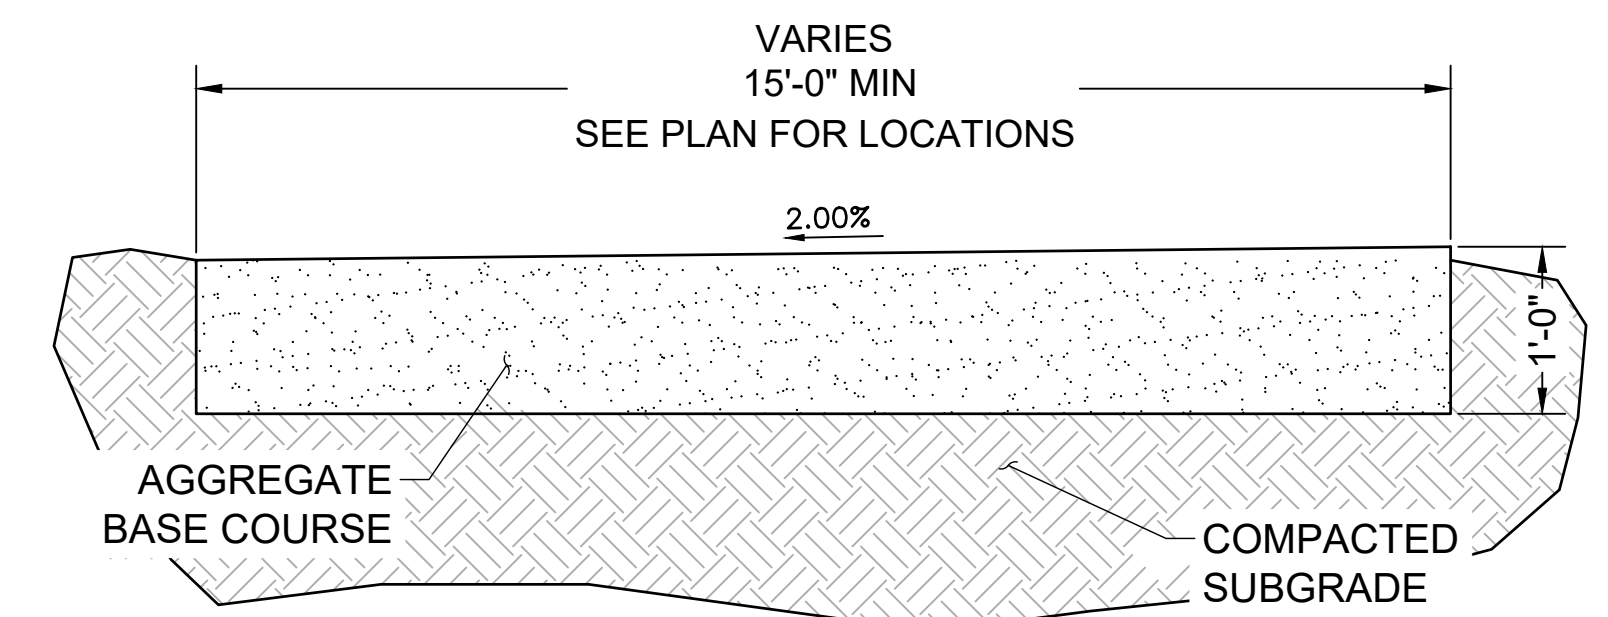 VARIES
15'-0" MIN
SEE PLAN FOR LOCATIONS
2.00%
1'-0"
AGGREGATE
BASE COURSE
COMPACTED
SUBGRADE